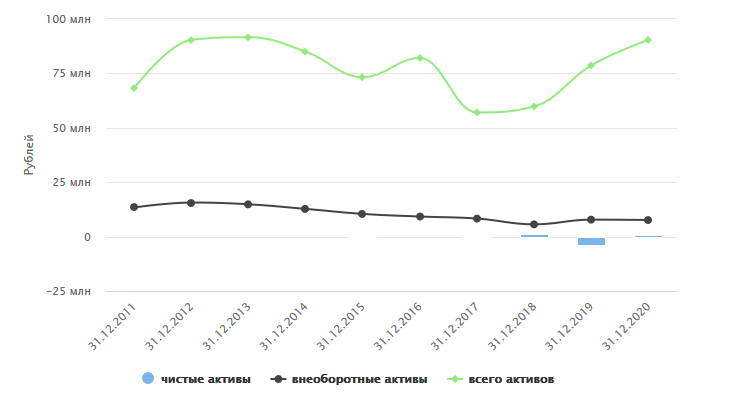 100 млн
75 млн
50 млн
25 млн
0
−25 млн
Рублей
31.12.2011
31.12.2012
31.12.2013
31.12.2014
31.12.2015
31.12.2016
31.12.2017
31.12.2018
31.12.2019
31.12.2020
чистые активы внеоборотные активы всего активов